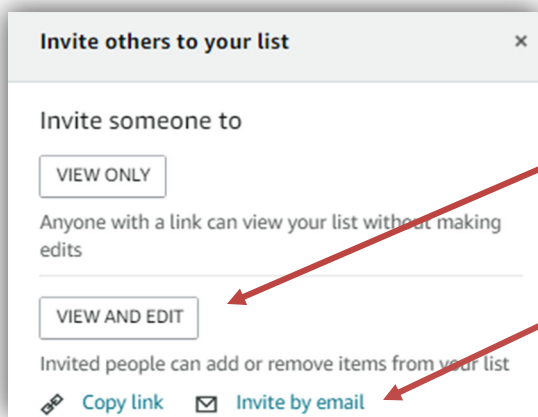 Invite others to your list ×
Invite someone to
VIEW ONLY
Anyone with a link can view your list without making
edits
VIEW AND EDIT
Invited people can add or remove items from your list
Copy link Invite by email